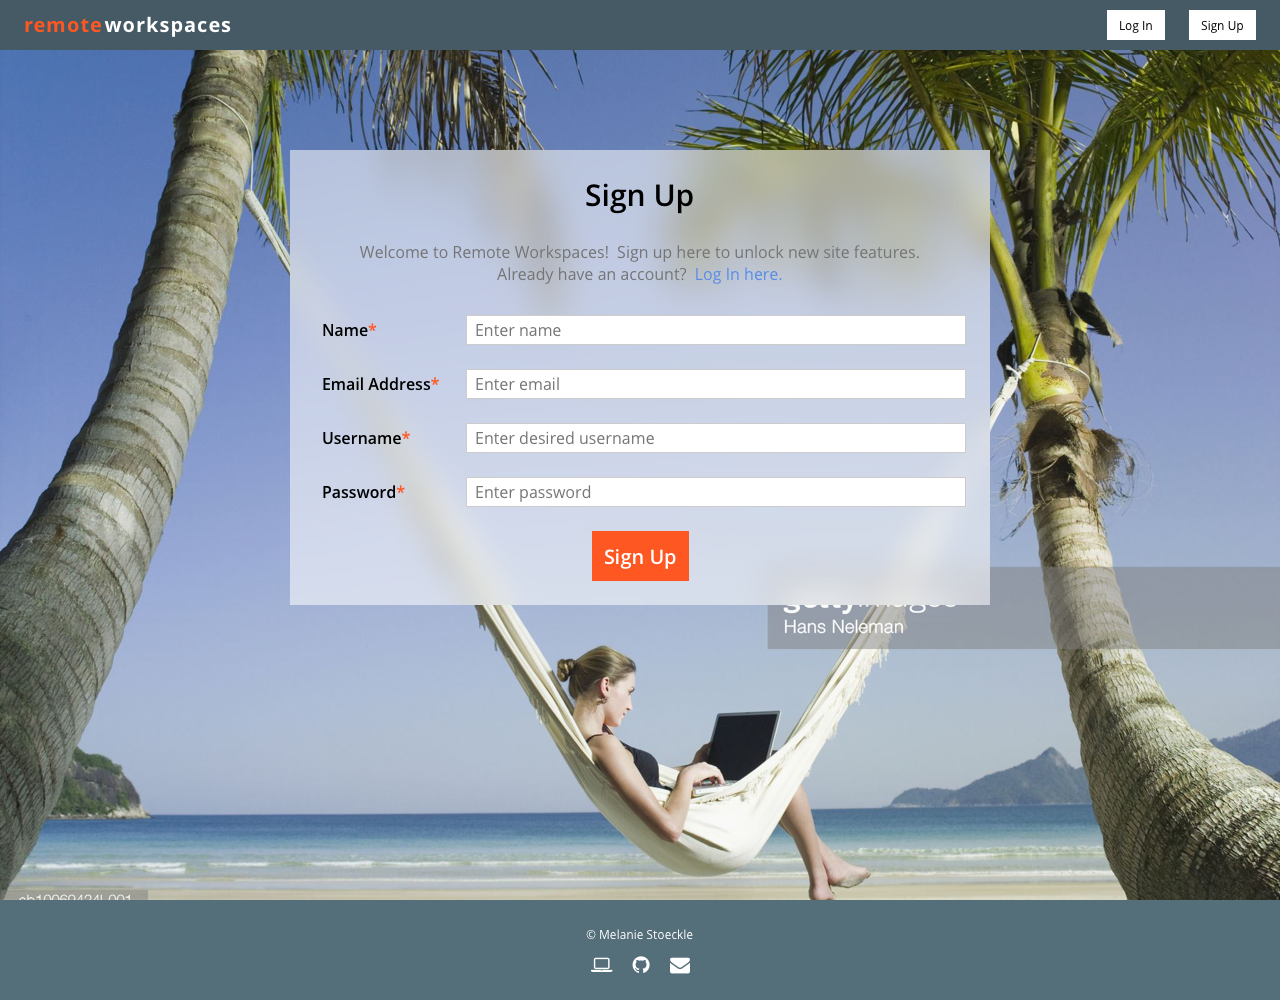 remoteworkspaces
Log In
Sign Up
Sign Up
Welcome to Remote Workspaces!  Sign up here to unlock new site features.
Already have an account?  Log In here.
Name*
Enter name
Email Address*
Enter email
Username*
Enter desired username
Password*
Enter password
Sign Up
gettyimages
Hans Neleman
© Melanie Stoeckle